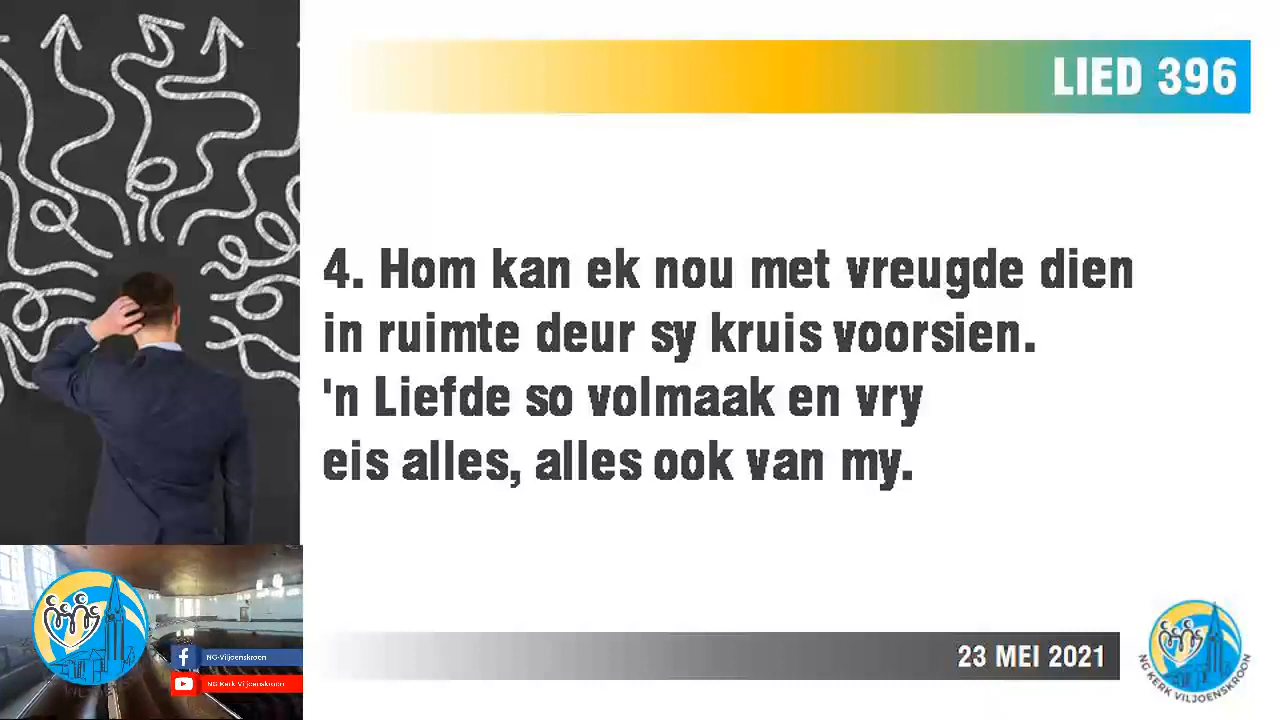 LIED 396
4. Hom kan ek nou met vreugde dien
in ruimte deur sy kruis voorsien.
'n Liefde so volmaak en vry
eis alles, alles ook van my.
NG-Viljoenskroon
NG Kerk Viljoenskroon
23 MEI 2021
NG KERK VILJOENSKROON